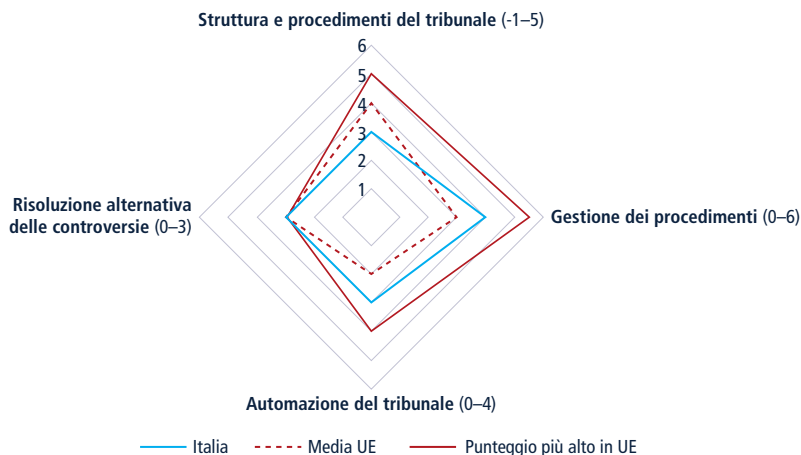 Struttura e procedimenti del tribunale (-1–5)
6
5
4
3
2
1
Risoluzione alternativa
delle controversie (0–3)
Gestione dei procedimenti (0–6)
Automazione del tribunale (0–4)
Italia
Media UE
Punteggio più alto in UE